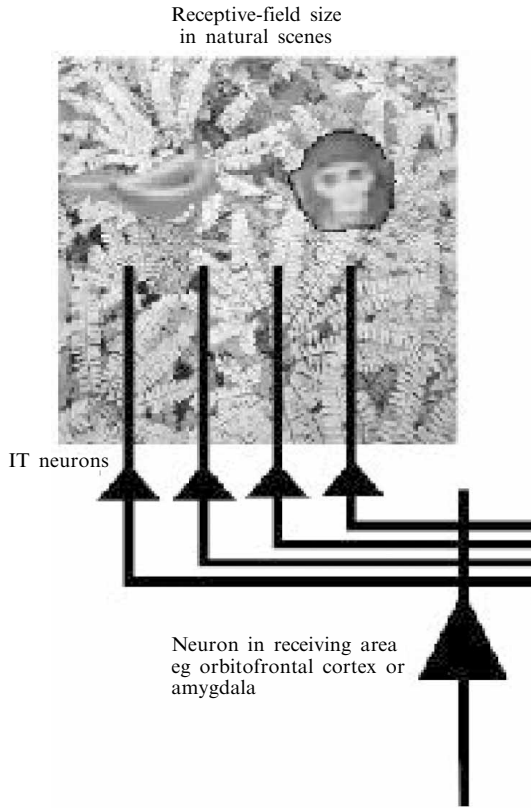 Receptive-field size
in natural scenes
IT neurons
Neuron in receiving area
eg orbitofrontal cortex or
amygdala